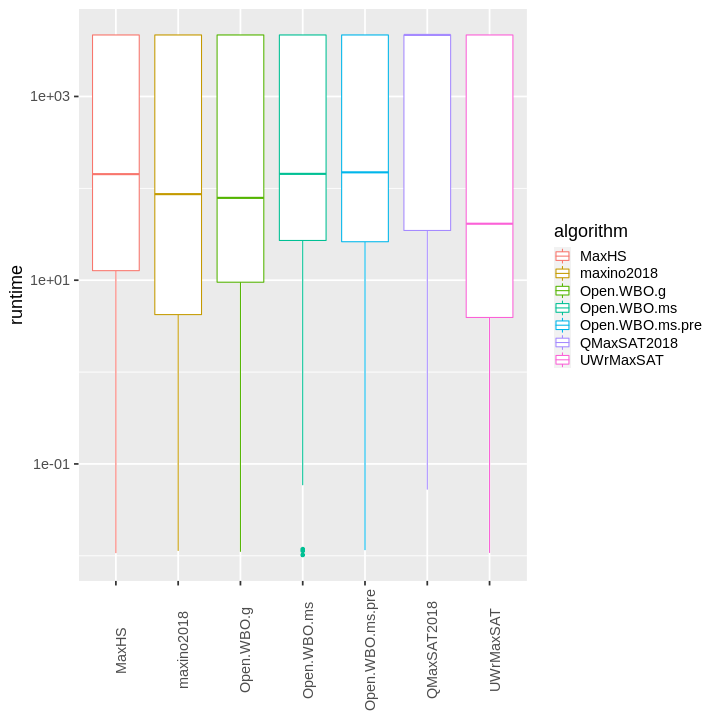 1e+03
1e+01
1e-01
runtime
MaxHS
maxino2018
Open.WBO.g
Open.WBO.ms
Open.WBO.ms.pre
QMaxSAT2018
UWrMaxSAT
algorithm
MaxHS
maxino2018
Open.WBO.g
Open.WBO.ms
Open.WBO.ms.pre
QMaxSAT2018
UWrMaxSAT